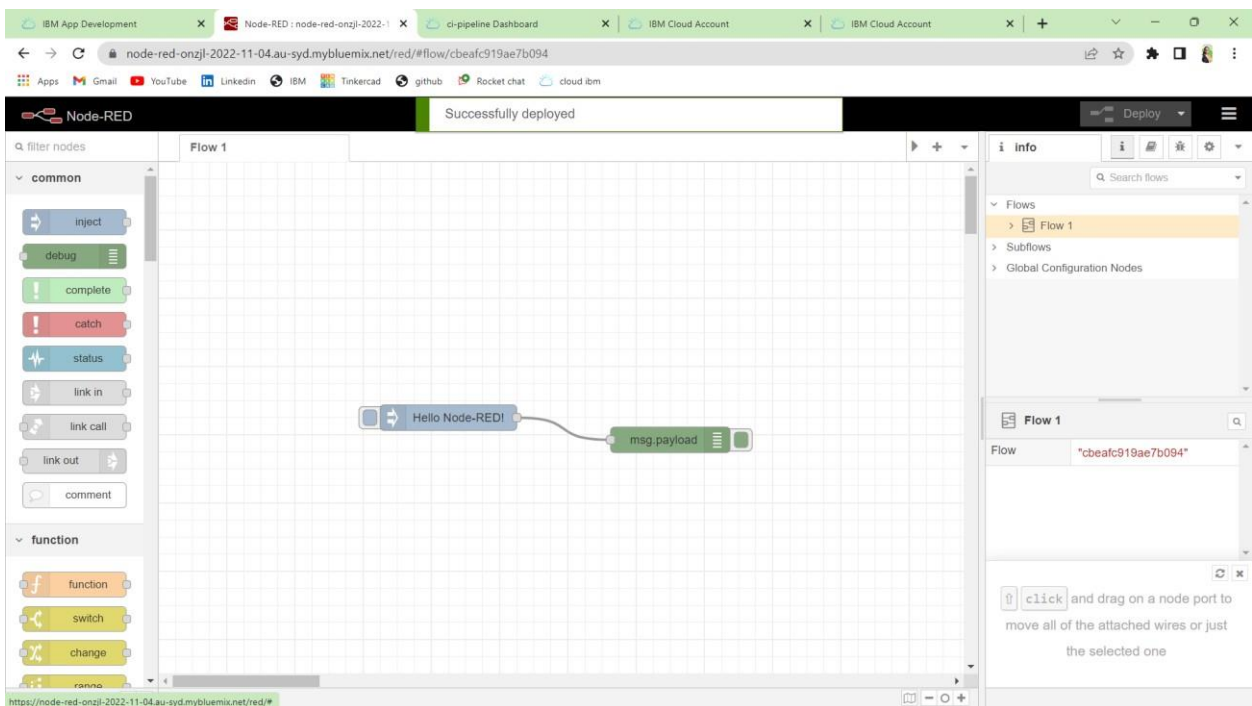 IBM App Development
Node-RED : node-red-onzjl-2022-1
ci-pipeline Dashboard
IBM Cloud Account
IBM Cloud Account
node-red-onzjl-2022-11-04.au-syd.mybluemix.net/red/#flow/cbeafc919ae7b094
Apps Gmail YouTube Linkedin IBM Tinkercad github Rocket chat cloud ibm
Node-RED
Successfully deployed
Deploy
filter nodes
Flow 1
i info
i
common
Search flows
inject
debug
complete
catch
status
link in
link call
link out
comment
function
function
switch
change
range
Hello Node-RED!
msg.payload
Flows
Flow 1
Subflows
Global Configuration Nodes
Flow 1
Flow "cbeafc919ae7b094"
click and drag on a node port to
move all of the attached wires or just
the selected one
https://node-red-onzjl-2022-11-04.au-syd.mybluemix.net/red/#